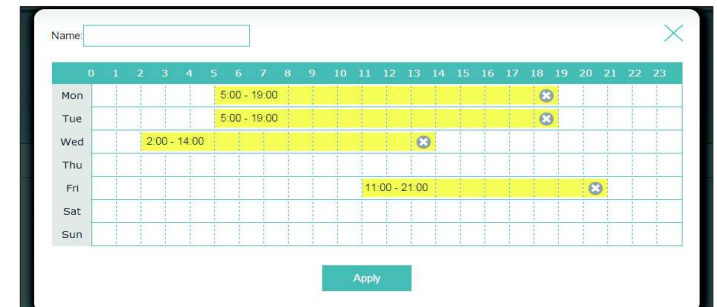 Name:
0 1 2 3 4 5 6 7 8 9 10 11 12 13 14 15 16 17 18 19 20 21 22 23
Mon 5:00 - 19:00
Tue 5:00 - 19:00
Wed 2:00 - 14:00
Thu
Fri 11:00 - 21:00
Sat
Sun
Apply